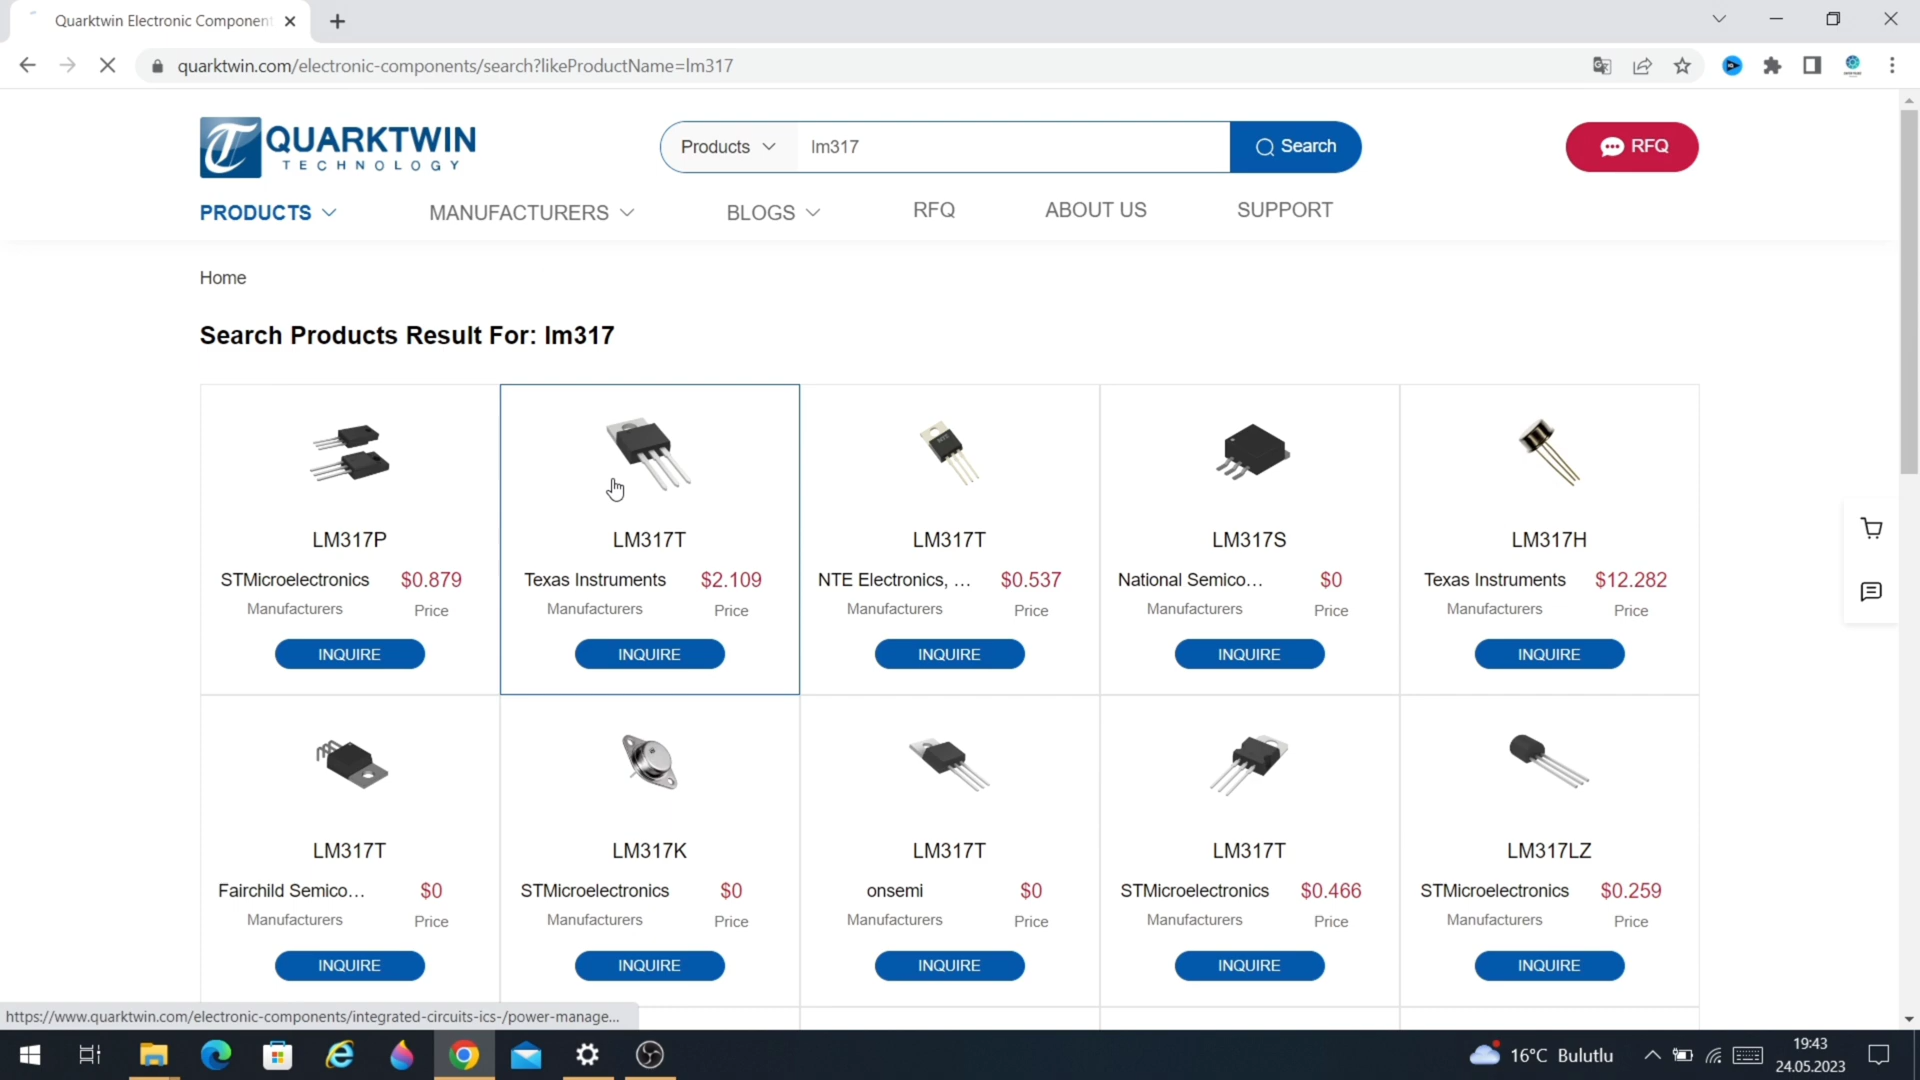 Quarktwin Electronic Component
quarktwin.com/electronic-components/search?likeProductName=lm317
QUARKTWIN
TECHNOLOGY
Products
lm317
Search
RFQ
PRODUCTS
MANUFACTURERS
BLOGS
RFQ
ABOUT US
SUPPORT
Home
Search Products Result For: lm317
LM317P
LM317T
LM317T
LM317S
LM317H
STMicroelectronics $0.879
Texas Instruments $2.109
NTE Electronics, ... $0.537
National Semico... $0
Texas Instruments $12.282
Manufacturers Price
Manufacturers Price
Manufacturers Price
Manufacturers Price
Manufacturers Price
INQUIRE
INQUIRE
INQUIRE
INQUIRE
INQUIRE
LM317T
LM317K
LM317T
LM317T
LM317LZ
Fairchild Semico... $0
STMicroelectronics $0
onsemi $0
STMicroelectronics $0.466
STMicroelectronics $0.259
Manufacturers Price
Manufacturers Price
Manufacturers Price
Manufacturers Price
Manufacturers Price
INQUIRE
INQUIRE
INQUIRE
INQUIRE
INQUIRE
https://www.quarktwin.com/electronic-components/integrated-circuits-ics-/power-manage...
16°C Bulutlu
19:43
24.05.2023